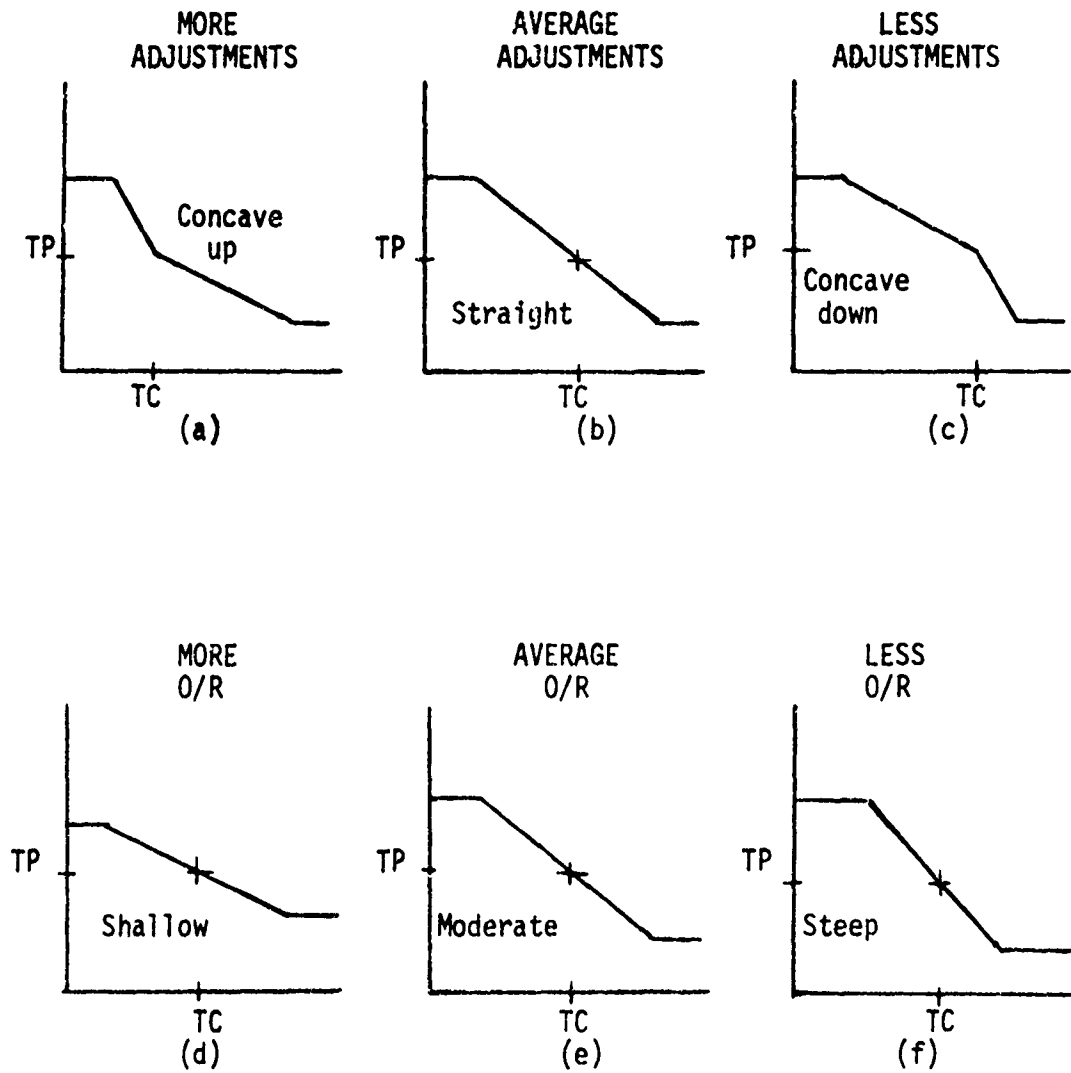 MORE
ADJUSTMENTS
AVERAGE
ADJUSTMENTS
LESS
ADJUSTMENTS
TP
Concave
up
TC
(a)
TP
Straight
TC
(b)
TP
Concave
down
TC
(c)
MORE
O/R
AVERAGE
O/R
LESS
O/R
TP
Shallow
TC
(d)
TP
Moderate
TC
(e)
TP
Steep
TC
(f)